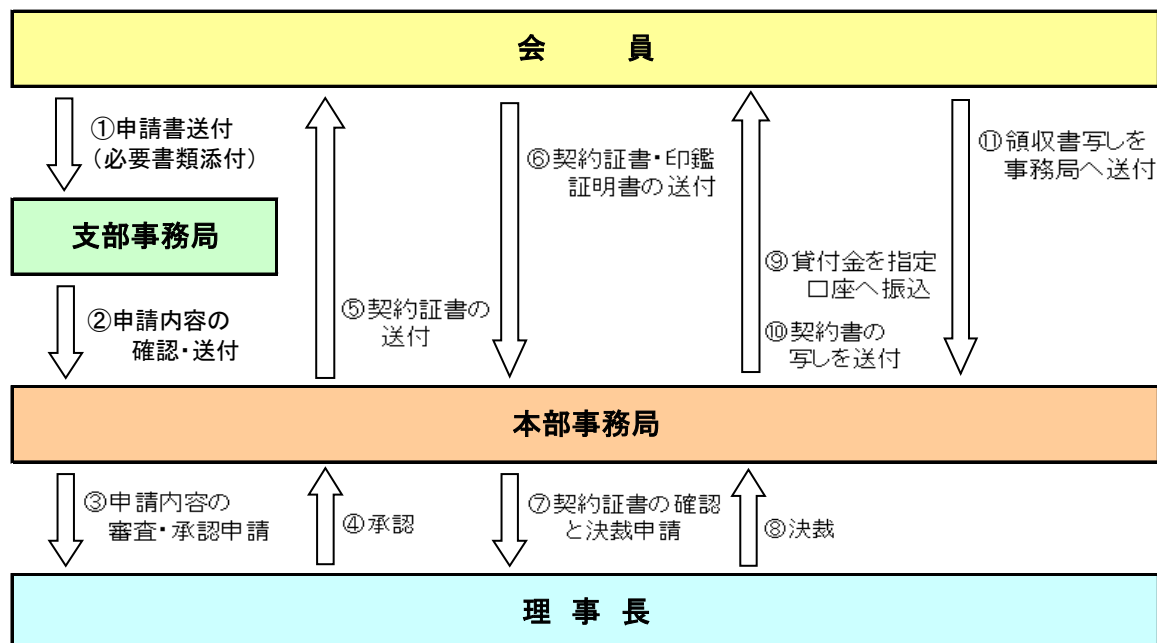 会　　員
①申請書送付
（必要書類添付）
支部事務局
②申請内容の
確認・送付
⑤契約証書の
送付
⑥契約証書・印鑑
証明書の送付
⑨貸付金を指定
口座へ振込
⑩契約書の
写しを送付
⑪領収書写しを
事務局へ送付
本部事務局
③申請内容の
審査・承認申請
④承認
⑦契約証書の確認
と決裁申請
⑧決裁
理 事 長